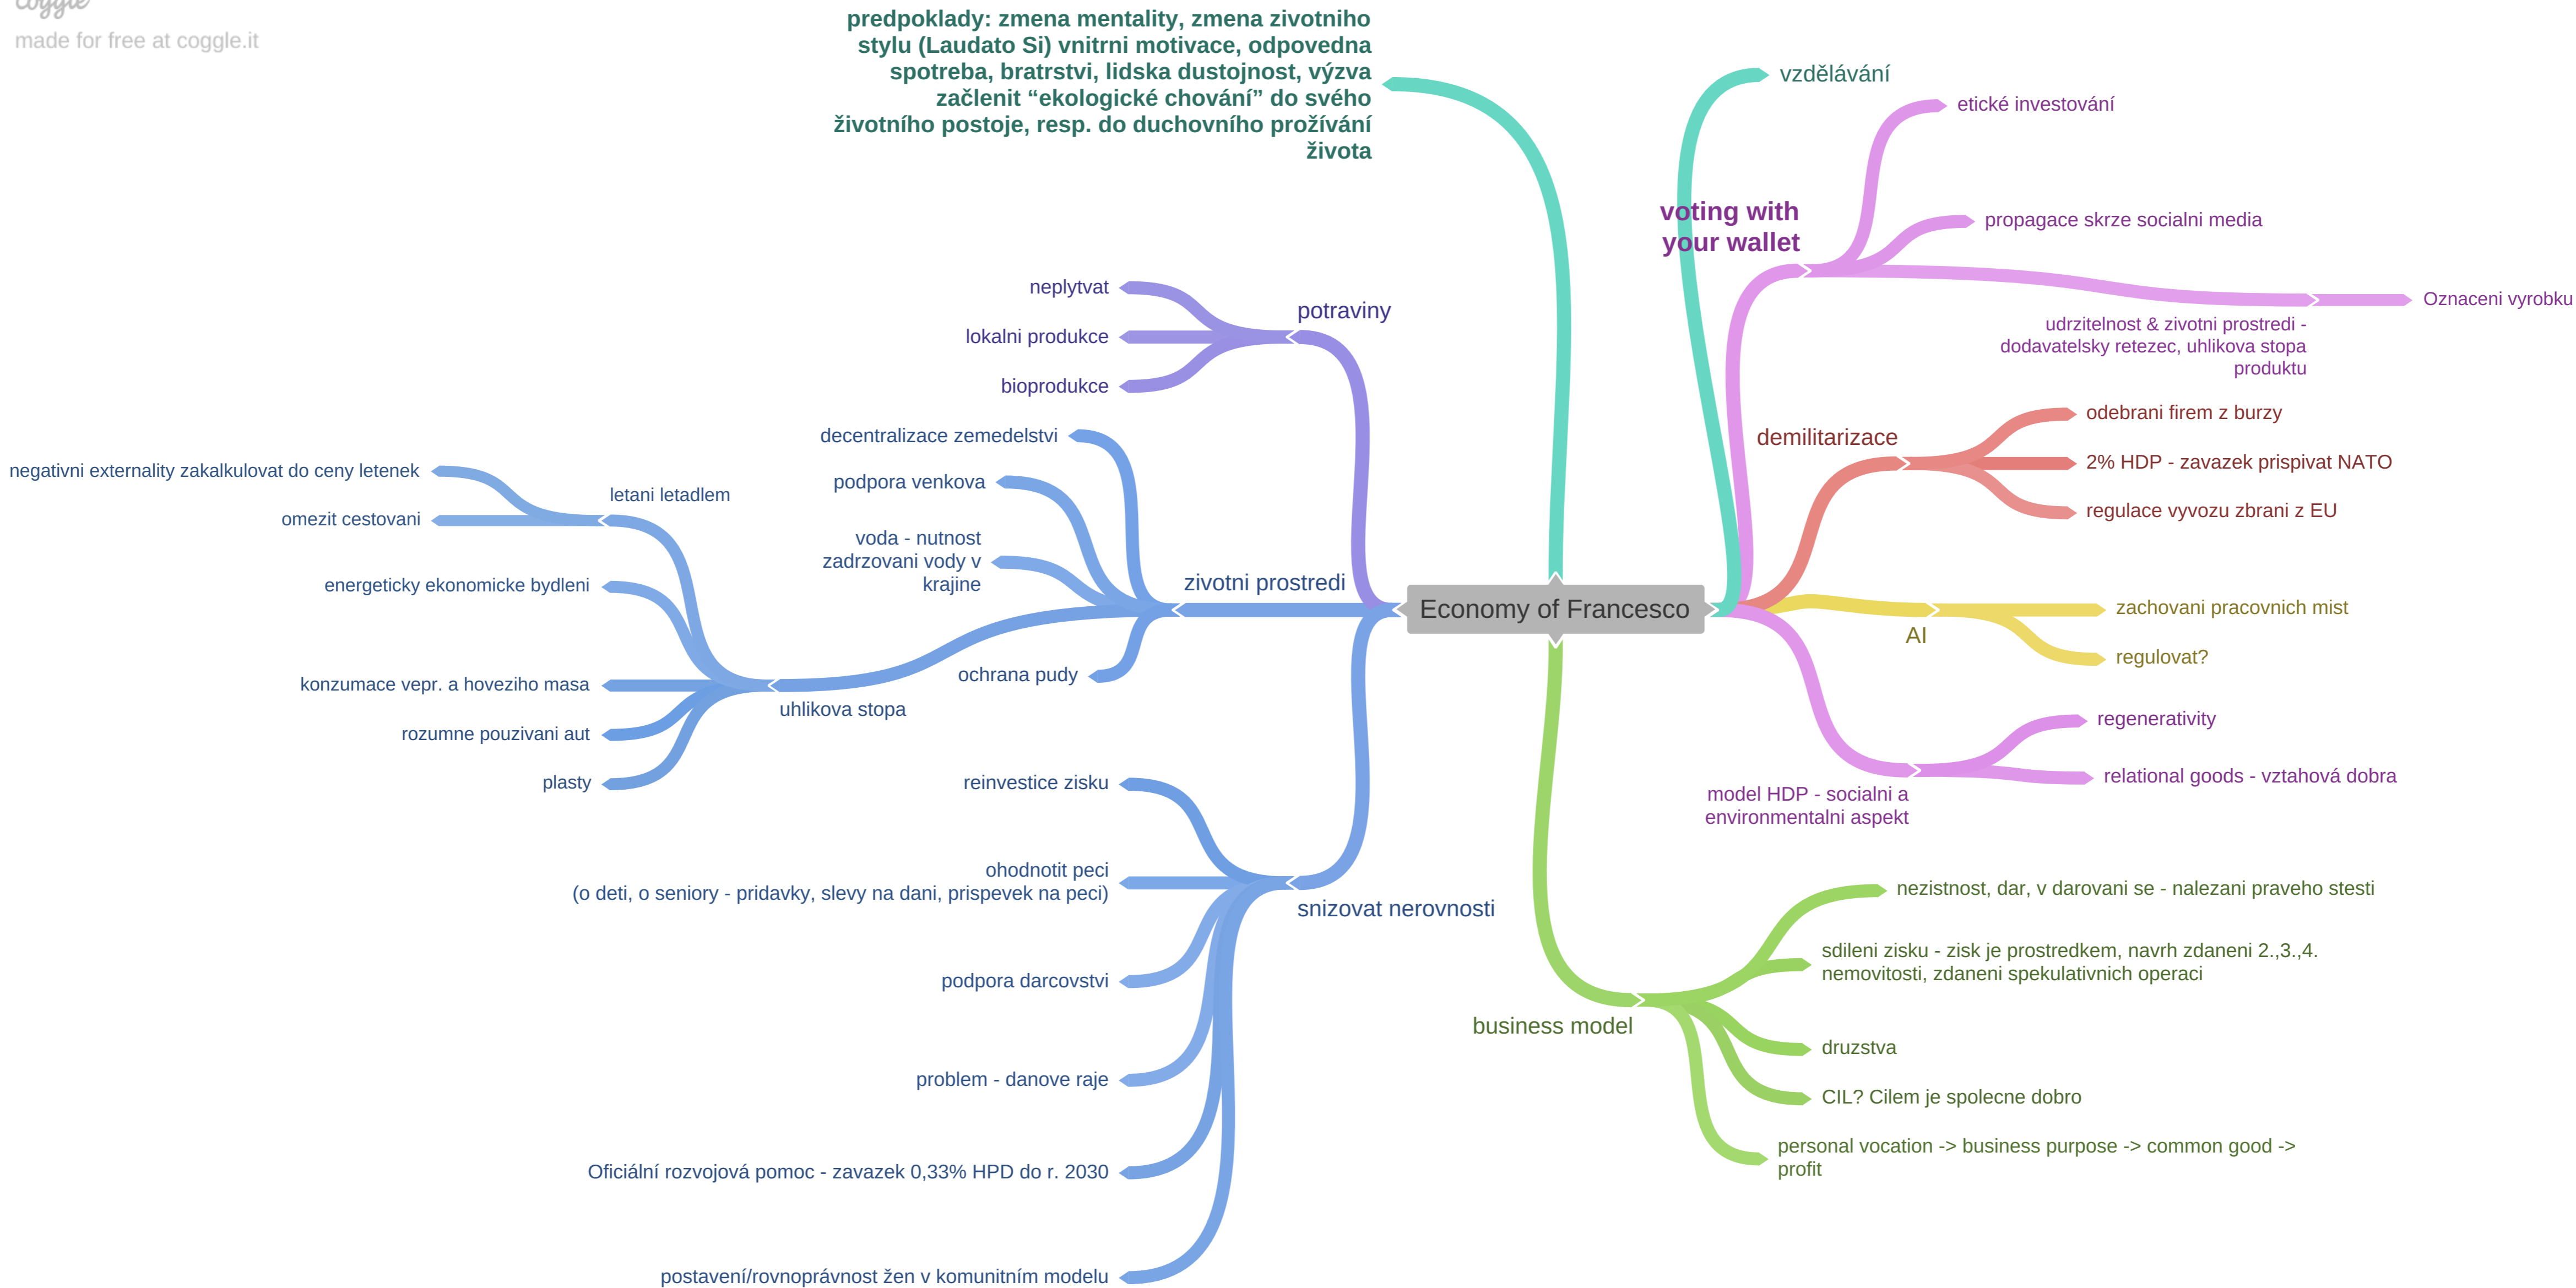 coggle
made for free at coggle.it
predpoklady: zmena mentality, zmena zivotniho
stylu (Laudato Si) vnitrni motivace, odpovedna
spotreba, bratrstvi, lidska dustojnost, výzva
začlenit “ekologické chování” do svého
životního postoje, resp. do duchovního prožívání
života
potraviny
neplytvat
lokalni produkce
bioprodukce
zivotni prostredi
decentralizace zemedelstvi
podpora venkova
voda - nutnost
zadrzovani vody v
krajine
uhlikova stopa
letani letadlem
negativni externality zakalkulovat do ceny letenek
omezit cestovani
energeticky ekonomicke bydleni
konzumace vepr. a hoveziho masa
rozumne pouzivani aut
plasty
ochrana pudy
snizovat nerovnosti
reinvestice zisku
ohodnotit peci
(o deti, o seniory - pridavky, slevy na dani, prispevek na peci)
podpora darcovstvi
problem - danove raje
Oficiální rozvojová pomoc - zavazek 0,33% HPD do r. 2030
postavení/rovnoprávnost žen v komunitním modelu
Economy of Francesco
vzdělávání
voting with
your wallet
etické investování
propagace skrze socialni media
udrzitelnost & zivotni prostredi -
dodavatelsky retezec, uhlikova stopa
produktu
Oznaceni vyrobku
demilitarizace
odebrani firem z burzy
2% HDP - zavazek prispivat NATO
regulace vyvozu zbrani z EU
AI
zachovani pracovnich mist
regulovat?
model HDP - socialni a
environmentalni aspekt
regenerativity
relational goods - vztahová dobra
business model
nezistnost, dar, v darovani se - nalezani praveho stesti
sdileni zisku - zisk je prostredkem, navrh zdaneni 2.,3.,4.
nemovitosti, zdaneni spekulativnich operaci
druzstva
CIL? Cilem je spolecne dobro
personal vocation -> business purpose -> common good ->
profit